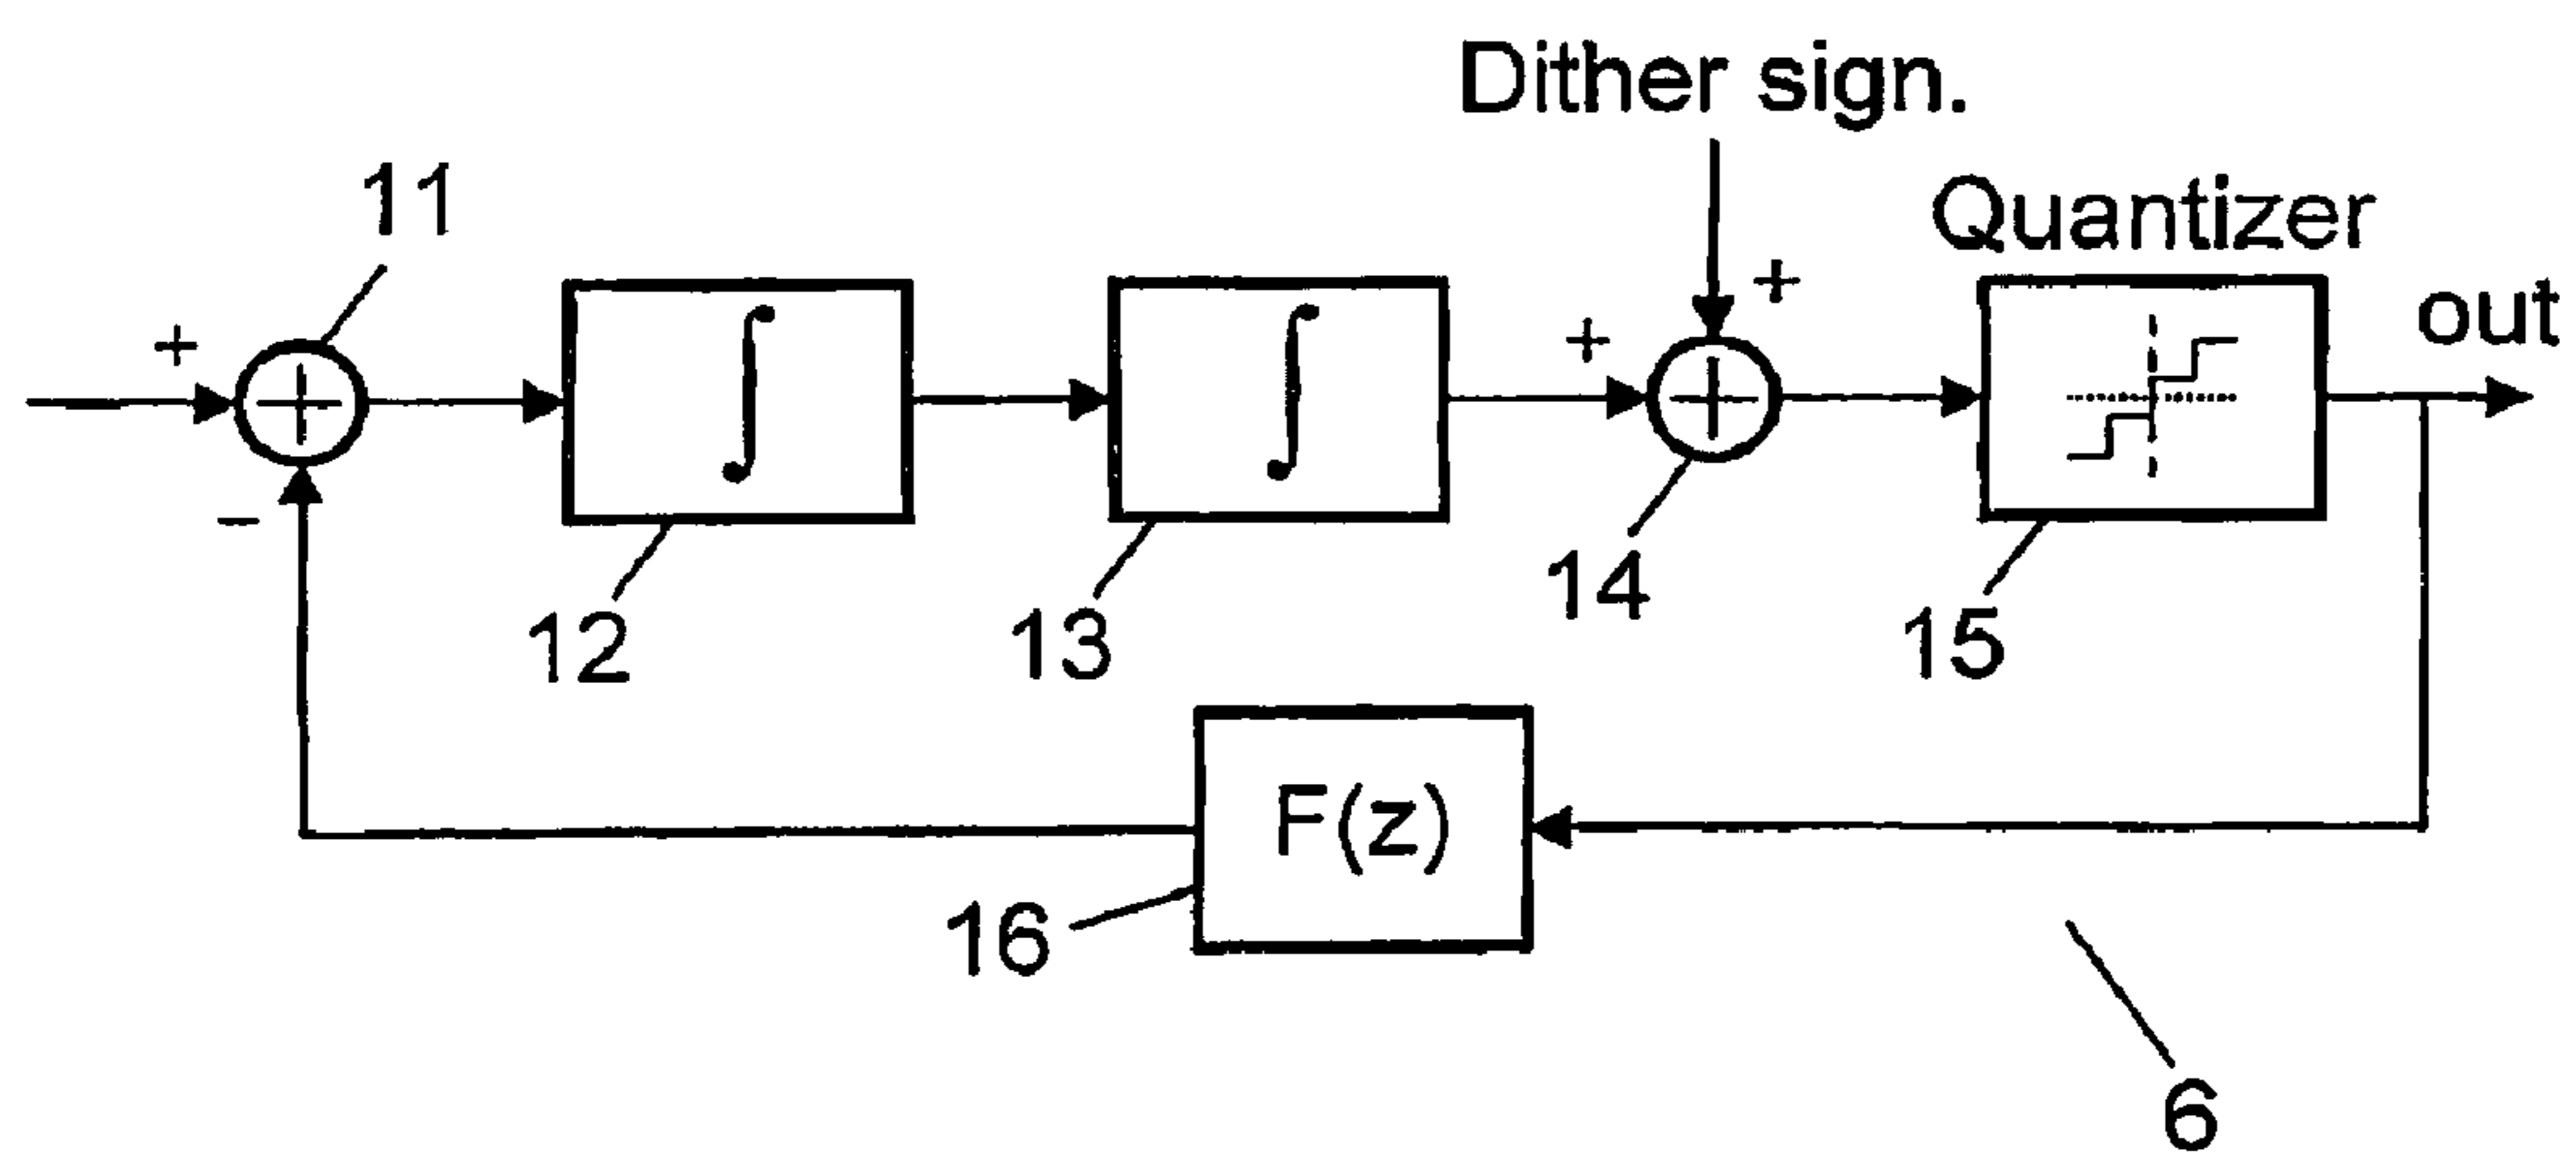 Dither sign.
11
Quantizer
+
+
+
out
−
14
12
13
15
F(z)
16
6